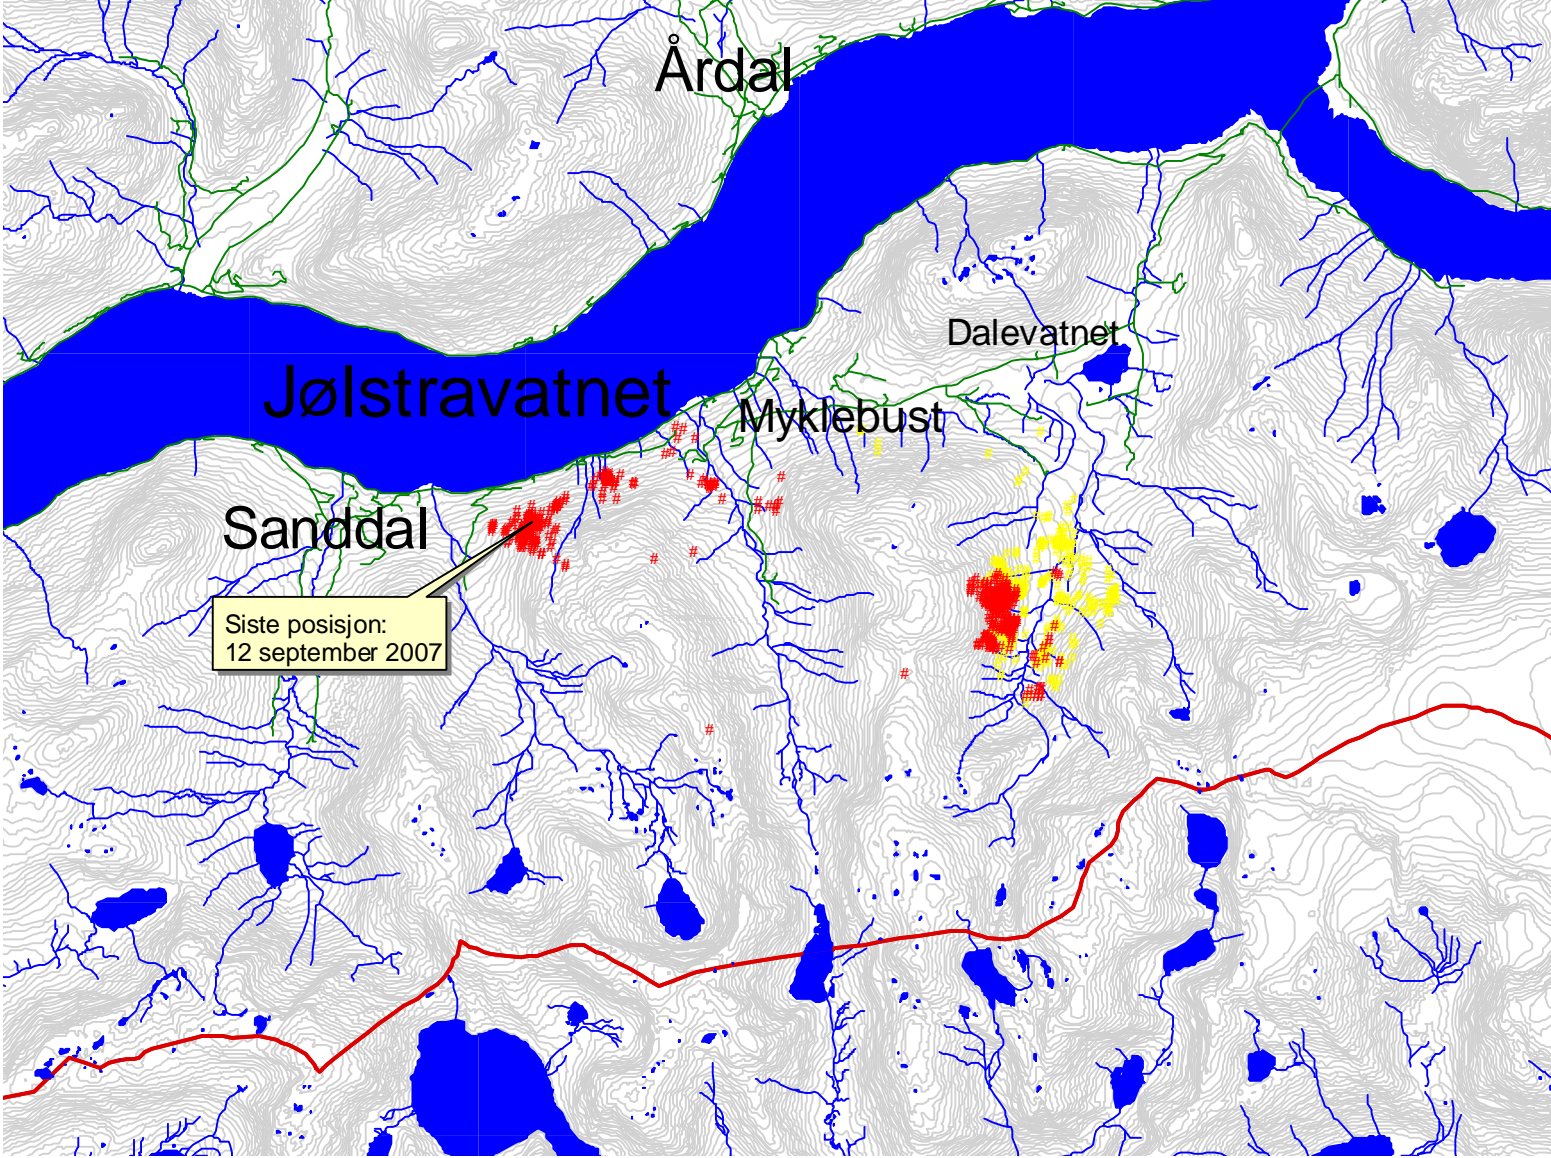 Årdal
Dalevatnet
Jølstravatnet
Myklebust
Sanddal
Siste posisjon:
12 september 2007